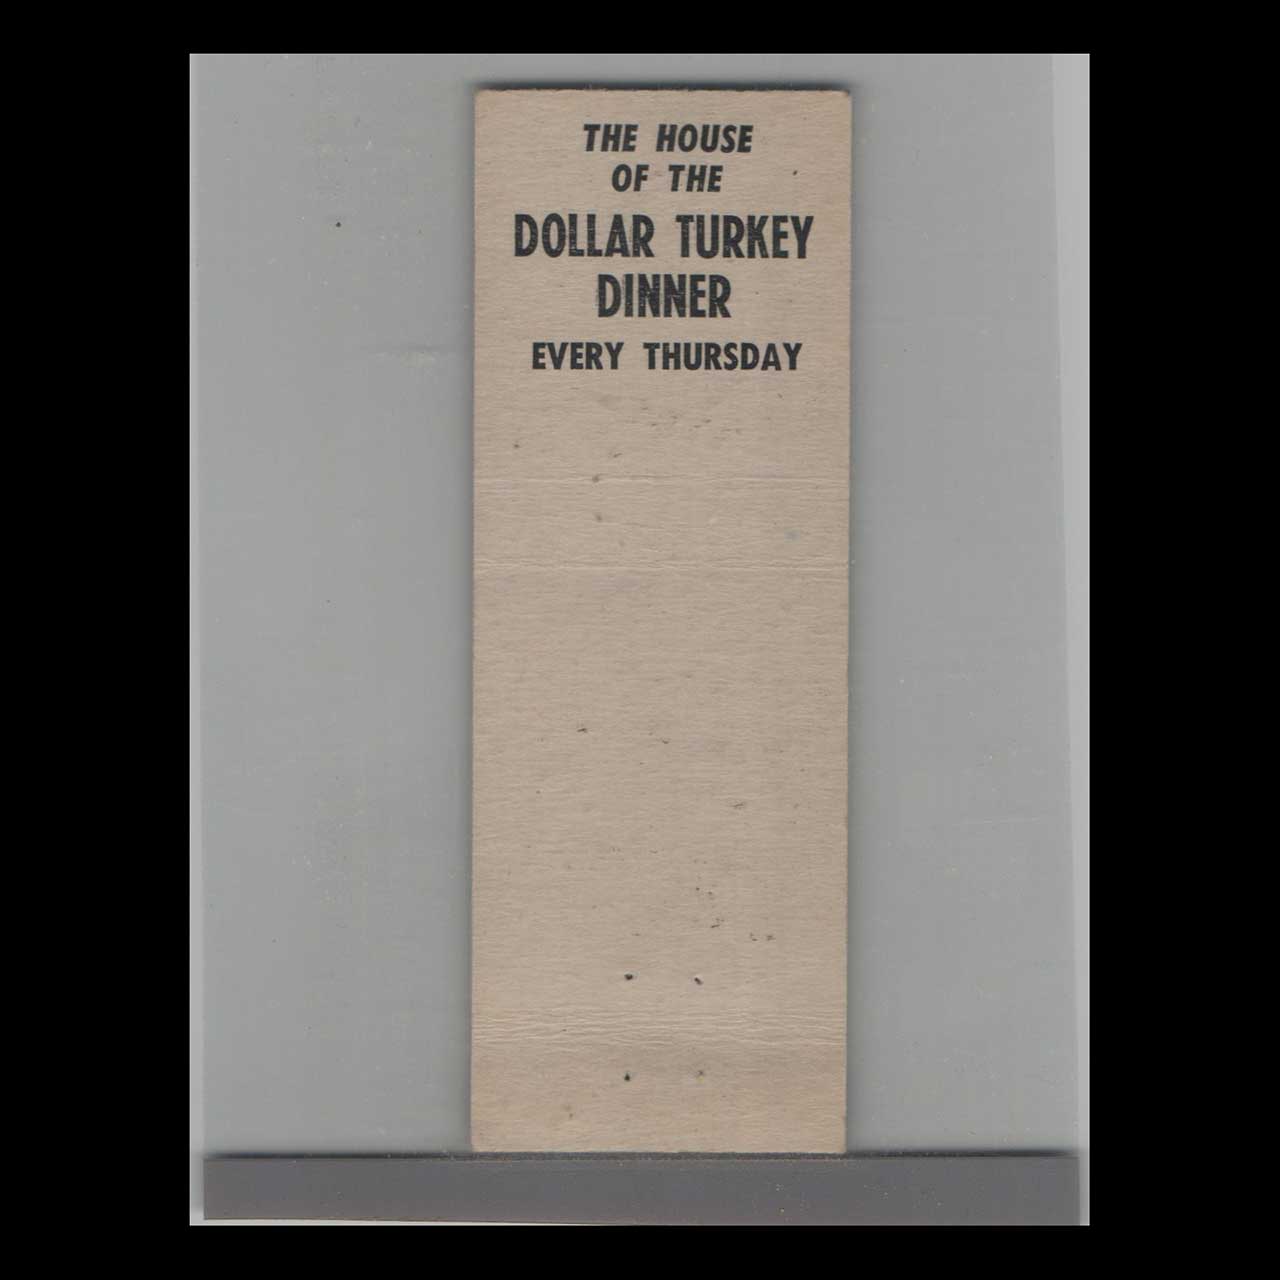 THE HOUSE
OF THE
DOLLAR TURKEY
DINNER
EVERY THURSDAY